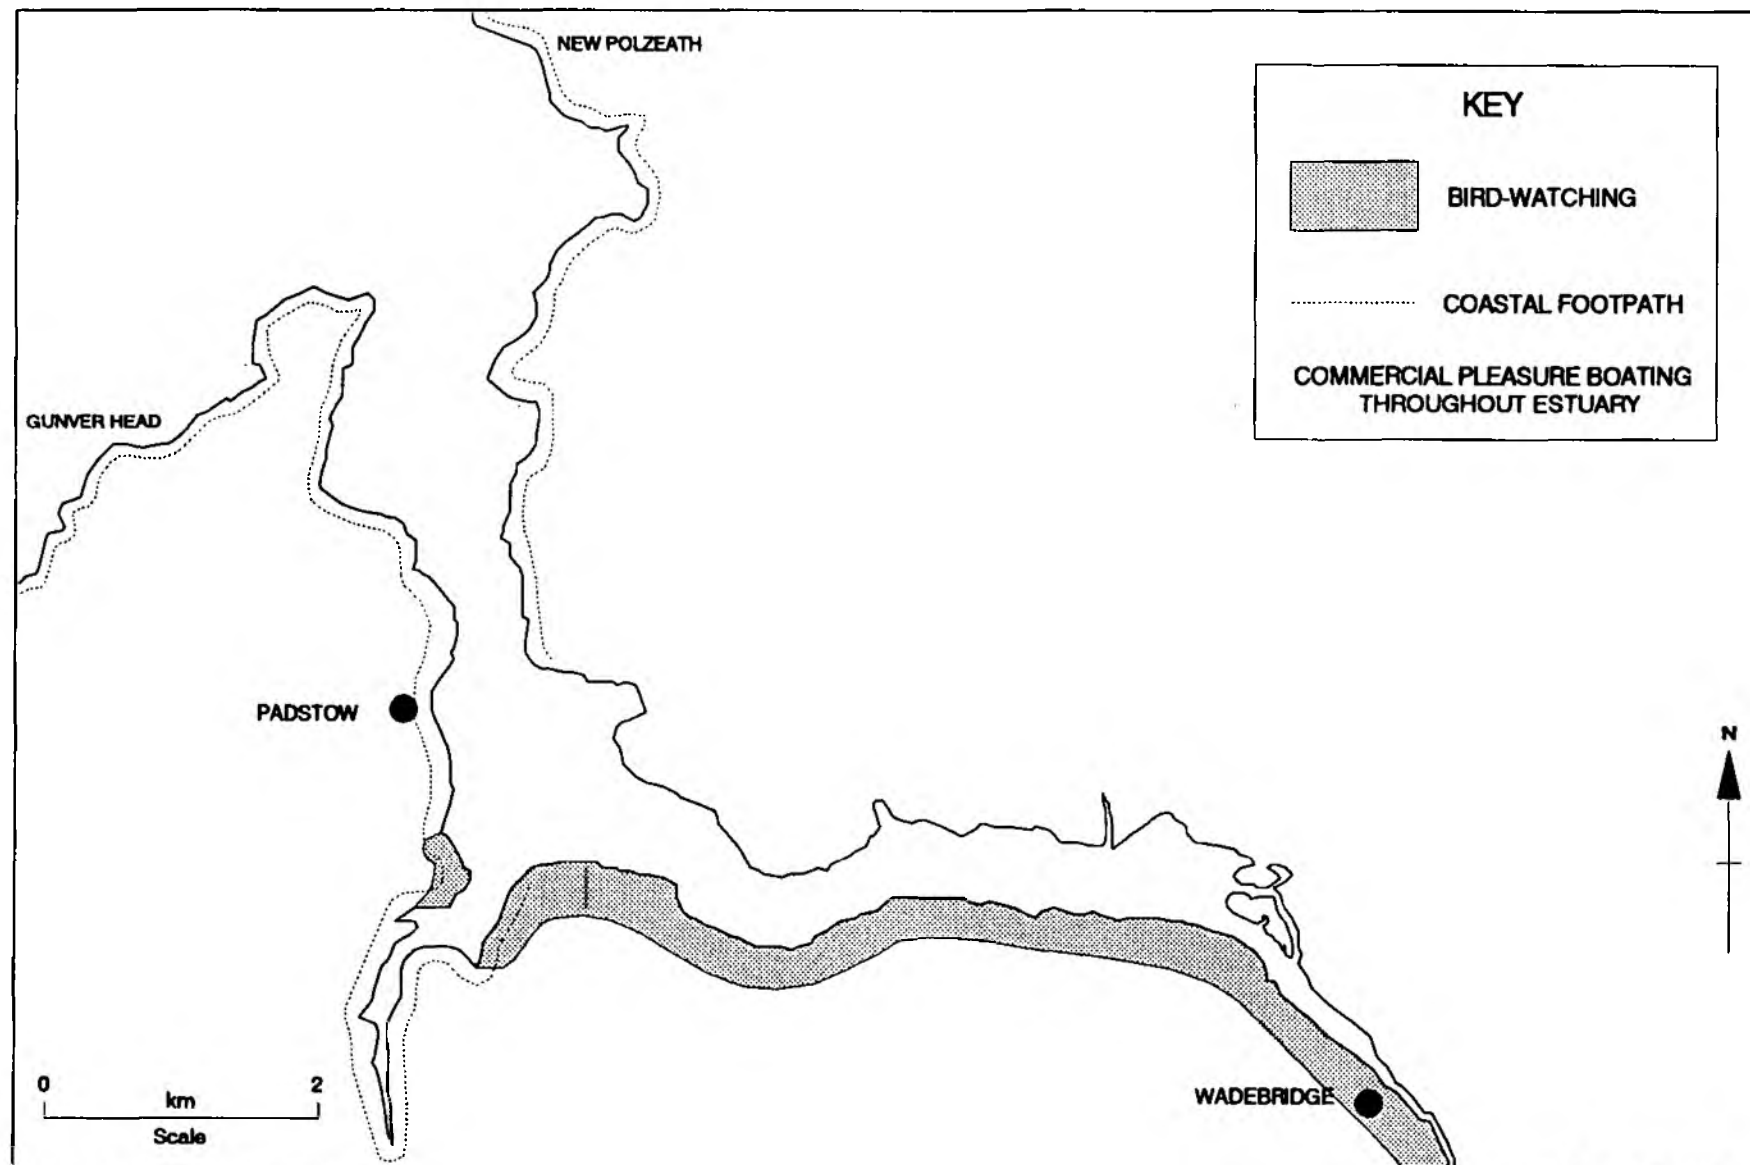 NEW POLZEATH
KEY
BIRD-WATCHING
COASTAL FOOTPATH
COMMERCIAL PLEASURE BOATING
THROUGHOUT ESTUARY
GUNVER HEAD
PADSTOW
N
WADEBRIDGE
0 2
km
Scale